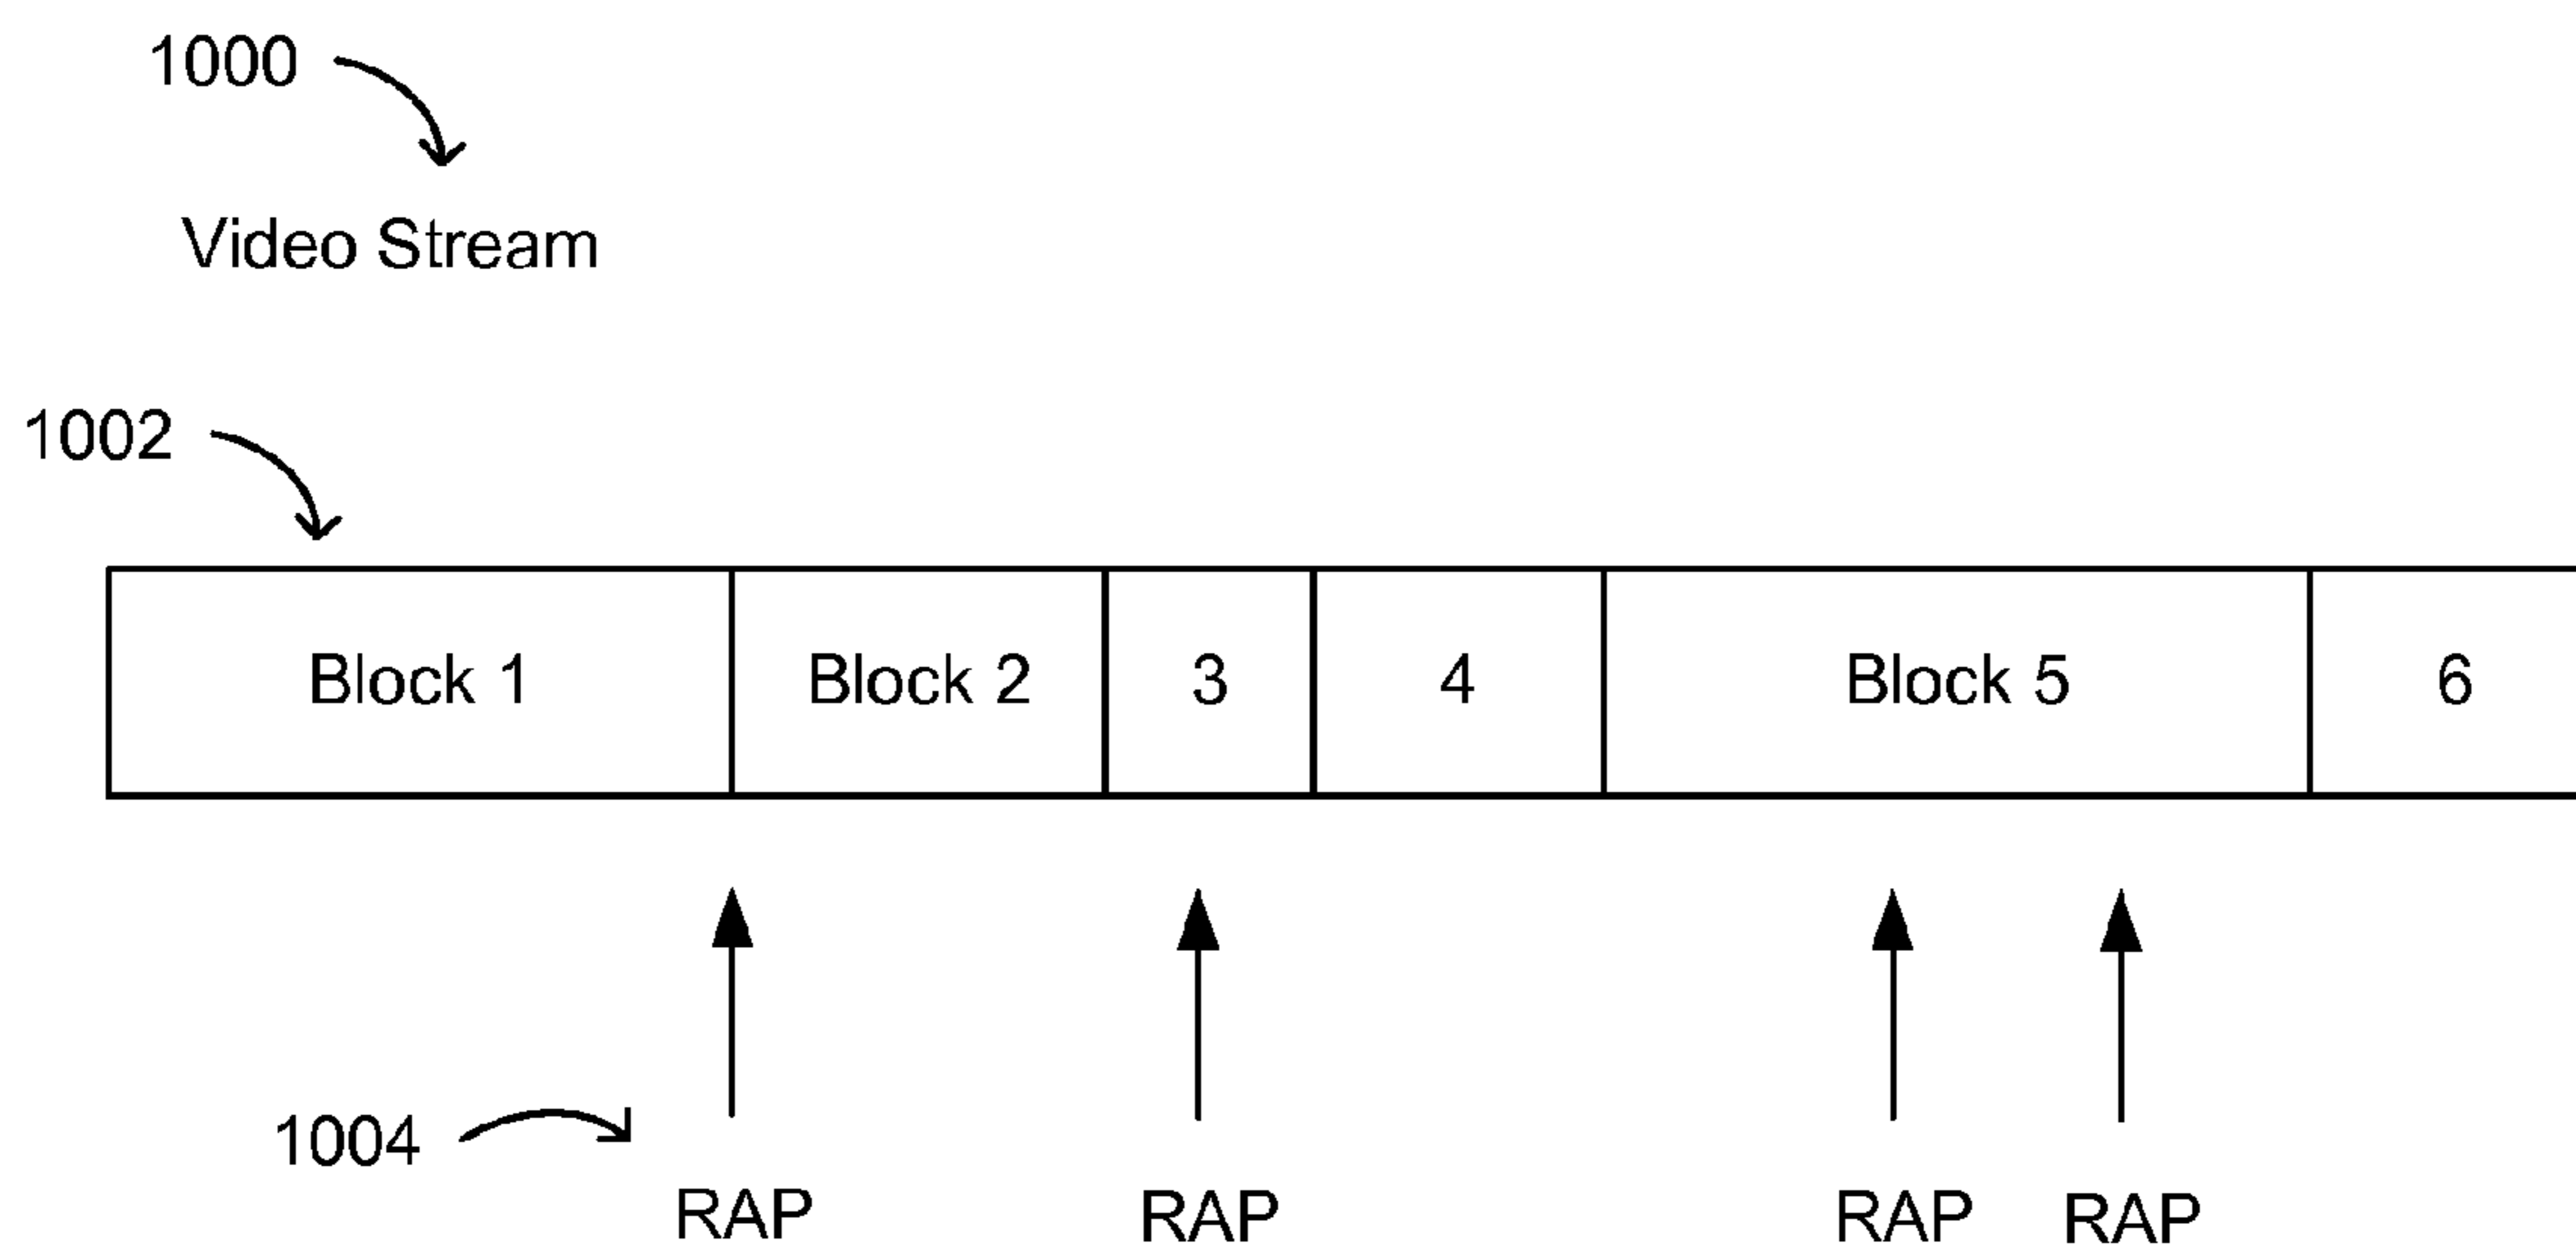 1000
Video Stream
1002
Block 1 Block 2 3 4 Block 5 6
1004
RAP RAP RAP RAP